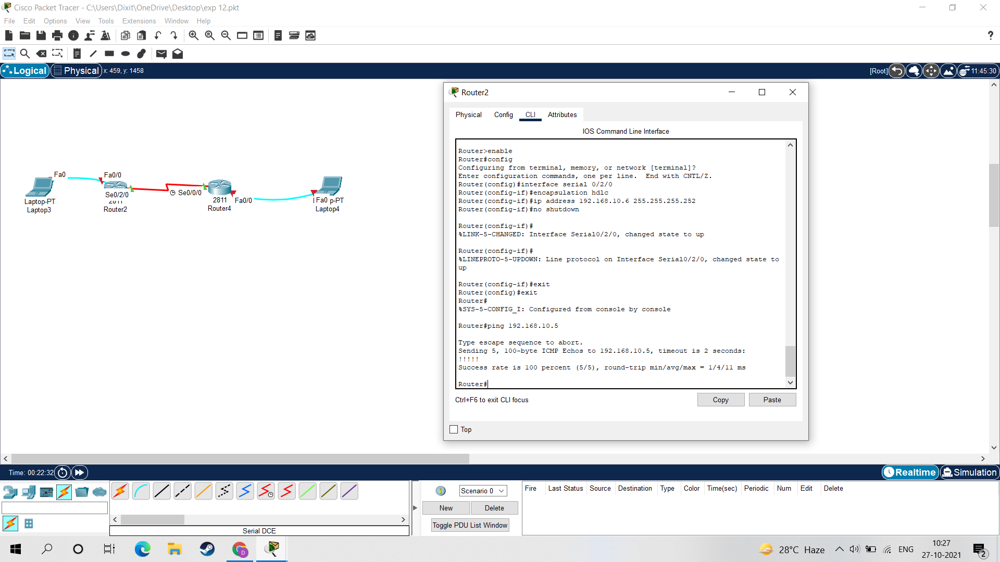 Cisco Packet Tracer - C:\Users\Dixit\OneDrive\Desktop\exp 12.pkt
File Edit Options View Tools Extensions Window Help
?
Logical Physical x: 459, y: 1458
[Root] 11:45:30
Fa0
Fa0/0
Se0/2/0
Laptop-PT
Laptop3
2811
Router2
Se0/0/0
2811
Router4
Fa0/0
Fa0 p-PT
Laptop4
Router2
Physical Config CLI Attributes
IOS Command Line Interface
Router>enable
Router#config
Configuring from terminal, memory, or network [terminal]?
Enter configuration commands, one per line. End with CNTL/Z.
Router(config)#interface serial 0/2/0
Router(config-if)#encapsulation hdlc
Router(config-if)#ip address 192.168.10.6 255.255.255.252
Router(config-if)#no shutdown
Router(config-if)#
%LINK-5-CHANGED: Interface Serial0/2/0, changed state to up
Router(config-if)#
%LINEPROTO-5-UPDOWN: Line protocol on Interface Serial0/2/0, changed state to
up
Router(config-if)#exit
Router(config)#exit
Router#
%SYS-5-CONFIG_I: Configured from console by console
Router#ping 192.168.10.5
Type escape sequence to abort.
Sending 5, 100-byte ICMP Echos to 192.168.10.5, timeout is 2 seconds:
!!!!!
Success rate is 100 percent (5/5), round-trip min/avg/max = 1/4/11 ms
Router#
Ctrl+F6 to exit CLI focus
Copy Paste
Top
Time: 00:22:32
Realtime Simulation
Serial DCE
Scenario 0
New Delete
Toggle PDU List Window
Fire Last Status Source Destination Type Color Time(sec) Periodic Num Edit Delete
28°C Haze
ENG
10:27
27-10-2021
2